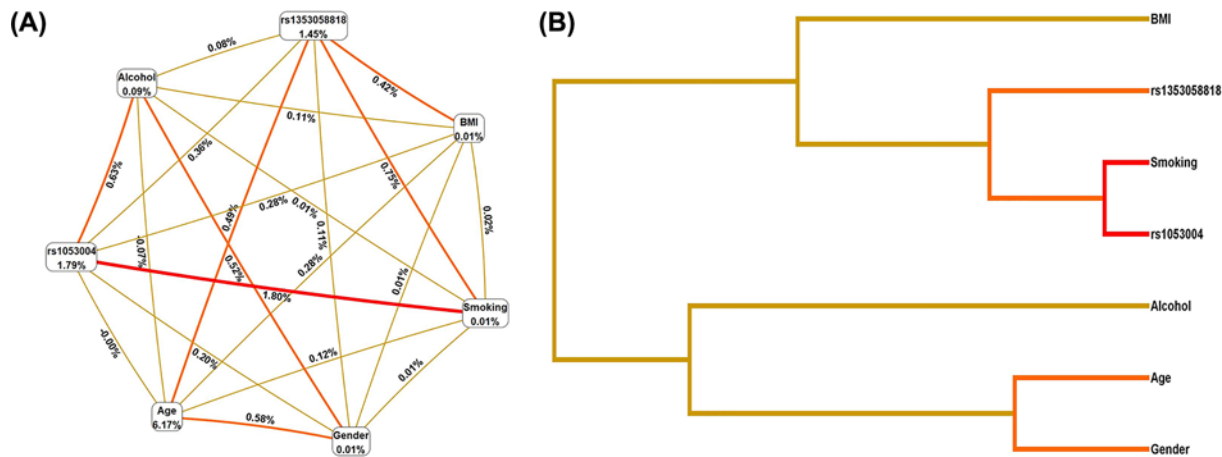 (A)
rs1353058818
1.45%
0.08%
Alcohol
0.09%
0.42%
BMI
0.01%
0.11%
0.36%
0.63%
0.75%
0.28%
0.01%
0.02%
0.49%
0.11%
rs1053004
1.79%
-0.07%
0.52%
0.28%
0.01%
1.80%
Smoking
0.01%
-0.00%
0.20%
0.12%
0.01%
Age
6.17%
0.58%
Gender
0.01%
(B)
BMI
rs1353058818
Smoking
rs1053004
Alcohol
Age
Gender